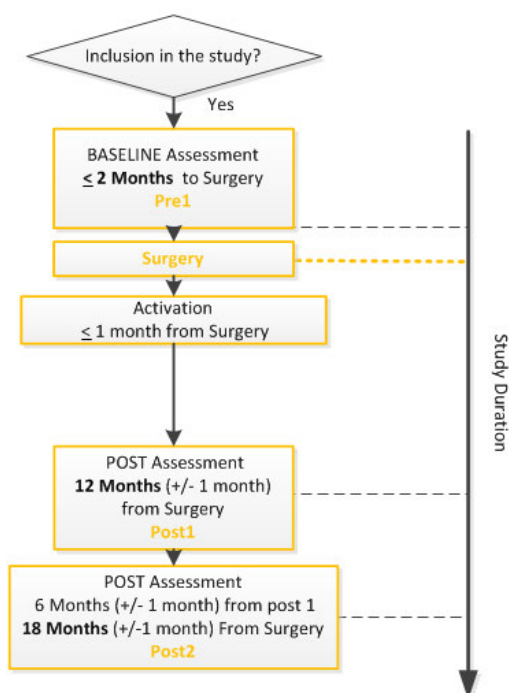 Inclusion in the study?
Yes
BASELINE Assessment
≤ 2 Months to Surgery
Pre1
Surgery
Activation
≤ 1 month from Surgery
Study Duration
POST Assessment
12 Months (+/- 1 month)
from Surgery
Post1
POST Assessment
6 Months (+/- 1 month) from post 1
18 Months (+/-1 month) From Surgery
Post2